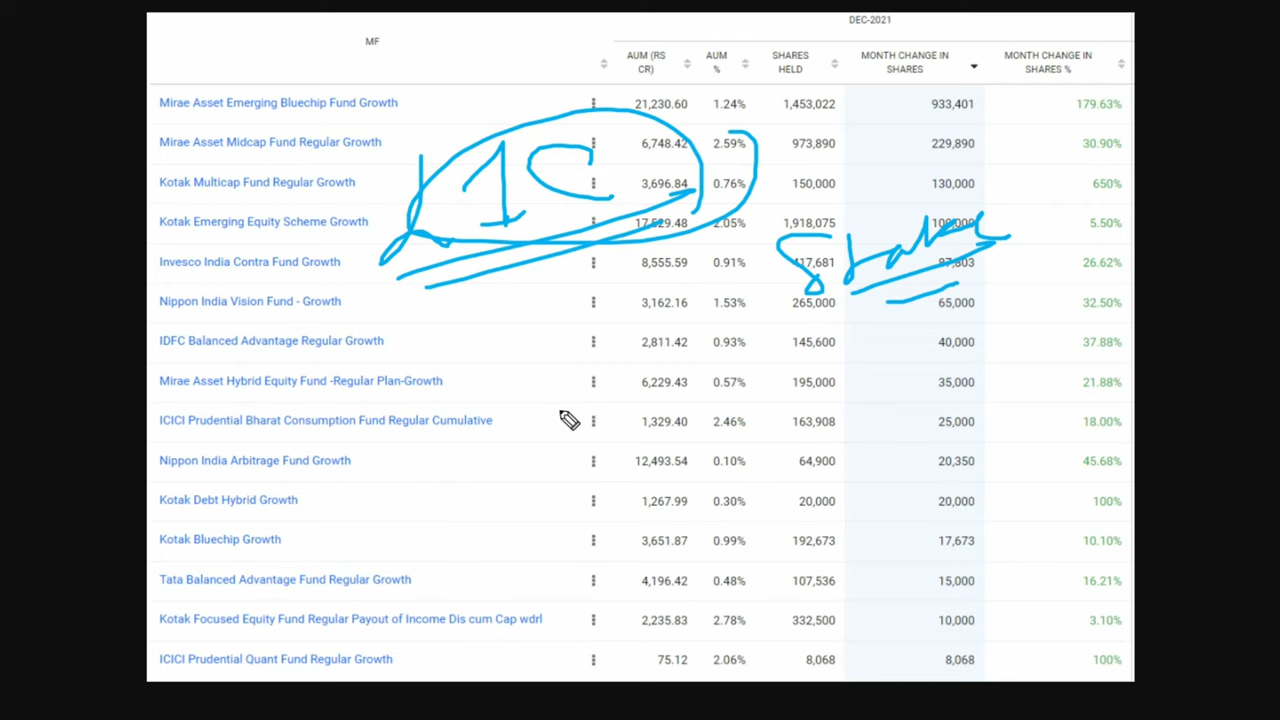 DEC-2021
MF
AUM (RS CR)
AUM %
SHARES HELD
MONTH CHANGE IN SHARES
MONTH CHANGE IN SHARES %
Mirae Asset Emerging Bluechip Fund Growth 21,230.60 1.24% 1,453,022 933,401 179.63%
Mirae Asset Midcap Fund Regular Growth 6,748.42 2.59% 973,890 229,890 30.90%
1 C
Kotak Multicap Fund Regular Growth 3,696.84 0.76% 150,000 130,000 650%
Kotak Emerging Equity Scheme Growth 17,529.48 2.05% 1,918,075 100,000 5.50%
Invesco India Contra Fund Growth 8,555.59 0.91% 417,681 87,803 26.62%
Nippon India Vision Fund - Growth 3,162.16 1.53% 265,000 65,000 32.50%
IDFC Balanced Advantage Regular Growth 2,811.42 0.93% 145,600 40,000 37.88%
Mirae Asset Hybrid Equity Fund -Regular Plan-Growth 6,229.43 0.57% 195,000 35,000 21.88%
ICICI Prudential Bharat Consumption Fund Regular Cumulative 1,329.40 2.46% 163,908 25,000 18.00%
Nippon India Arbitrage Fund Growth 12,493.54 0.10% 64,900 20,350 45.68%
Kotak Debt Hybrid Growth 1,267.99 0.30% 20,000 20,000 100%
Kotak Bluechip Growth 3,651.87 0.99% 192,673 17,673 10.10%
Tata Balanced Advantage Fund Regular Growth 4,196.42 0.48% 107,536 15,000 16.21%
Kotak Focused Equity Fund Regular Payout of Income Dis cum Cap wdrl 2,235.83 2.78% 332,500 10,000 3.10%
ICICI Prudential Quant Fund Regular Growth 75.12 2.06% 8,068 8,068 100%